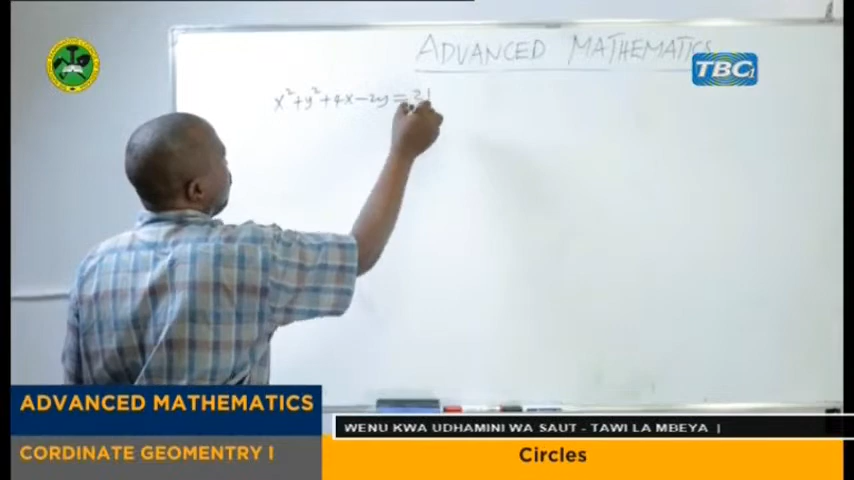 ADVANCED MATHEMATICS
TBC1
x²+y²+4x-2y=21
ADVANCED MATHEMATICS
CORDINATE GEOMENTRY I
WENU KWA UDHAMINI WA SAUT - TAWI LA MBEYA |
Circles